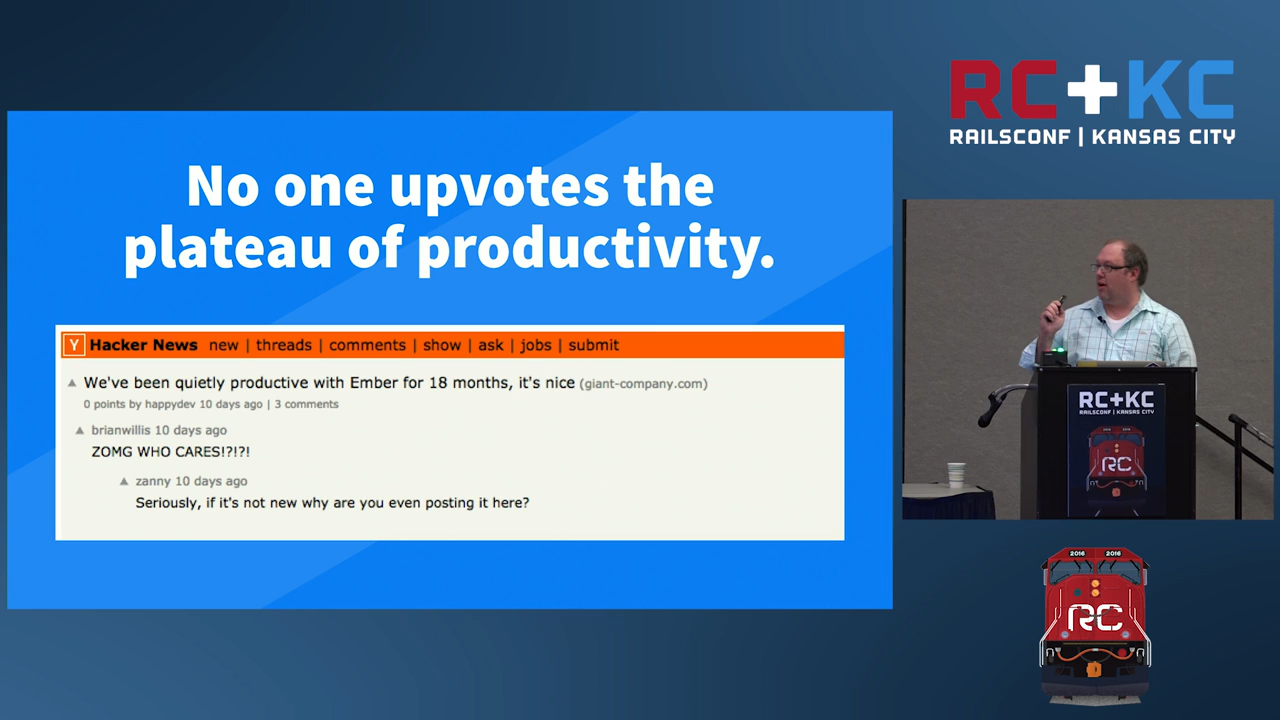 No one upvotes the
plateau of productivity.
Y Hacker News new | threads | comments | show | ask | jobs | submit
We've been quietly productive with Ember for 18 months, it's nice (giant-company.com)
0 points by happydev 10 days ago | 3 comments
brianwillis 10 days ago
ZOMG WHO CARES!?!?!
zanny 10 days ago
Seriously, if it's not new why are you even posting it here?
RC+KC
RAILSCONF | KANSAS CITY
RC+KC
RAILSCONF | KANSAS CITY
RC
2016 2016
RC